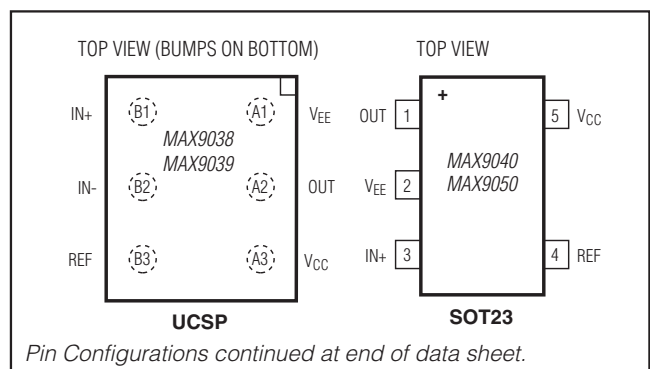 TOP VIEW (BUMPS ON BOTTOM)
IN+ B1 A1 VEE
MAX9038
MAX9039
IN- B2 A2 OUT
REF B3 A3 VCC
UCSP
TOP VIEW
+
OUT 1 5 VCC
MAX9040
MAX9050
VEE 2
IN+ 3 4 REF
SOT23
Pin Configurations continued at end of data sheet.